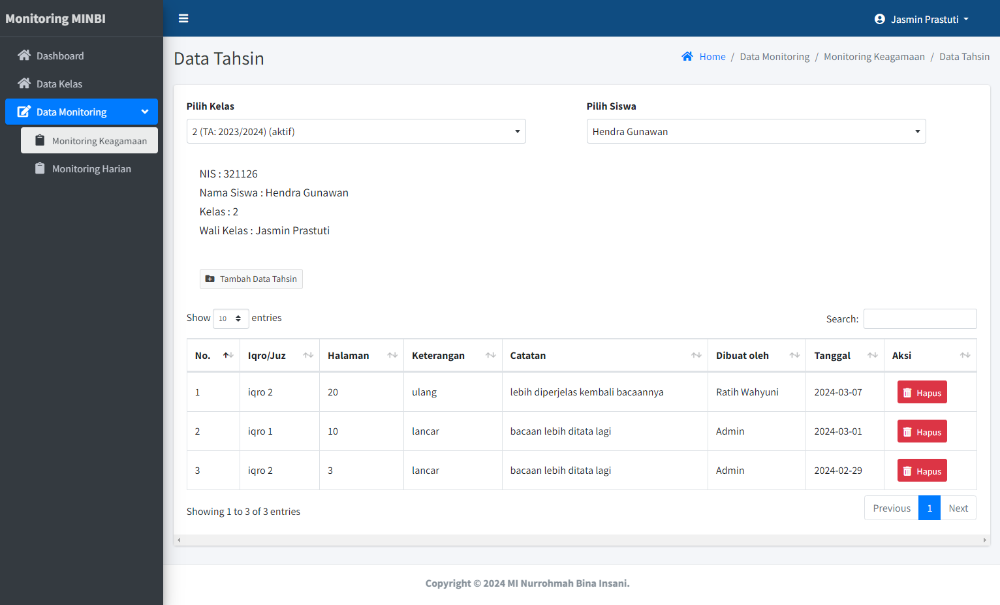 Monitoring MINBI
Jasmin Prastuti
Dashboard
Data Kelas
Data Monitoring
Monitoring Keagamaan
Monitoring Harian
Data Tahsin
Home / Data Monitoring / Monitoring Keagamaan / Data Tahsin
Pilih Kelas
Pilih Siswa
2 (TA: 2023/2024) (aktif)
Hendra Gunawan
NIS : 321126
Nama Siswa : Hendra Gunawan
Kelas : 2
Wali Kelas : Jasmin Prastuti
Tambah Data Tahsin
Show 10 entries
Search:
No. Iqro/Juz Halaman Keterangan Catatan Dibuat oleh Tanggal Aksi
1 iqro 2 20 ulang lebih diperjelas kembali bacaannya Ratih Wahyuni 2024-03-07 Hapus
2 iqro 1 10 lancar bacaan lebih ditata lagi Admin 2024-03-01 Hapus
3 iqro 2 3 lancar bacaan lebih ditata lagi Admin 2024-02-29 Hapus
Showing 1 to 3 of 3 entries
Previous 1 Next
Copyright © 2024 MI Nurrohmah Bina Insani.